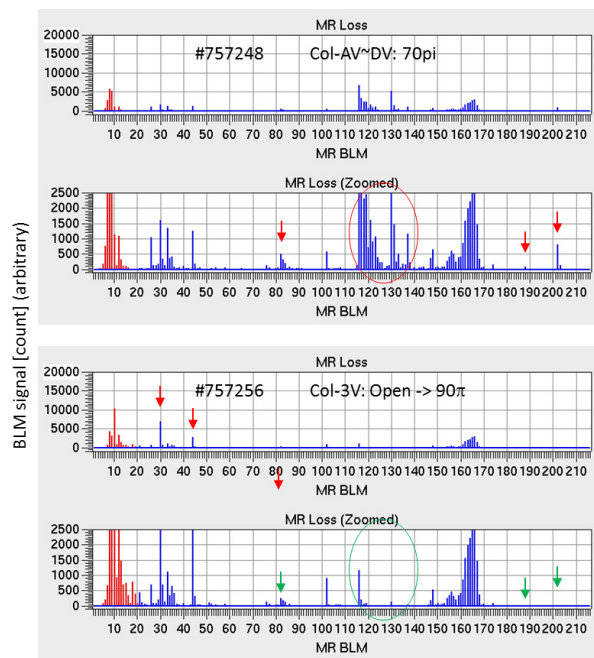 MR Loss
20000
#757248 Col-AV~DV: 70pi
15000
10000
5000
0
10 20 30 40 50 60 70 80 90 100 110 120 130 140 150 160 170 180 190 200 210
MR BLM
MR Loss (Zoomed)
2500
2000
1500
1000
500
0
10 20 30 40 50 60 70 80 90 100 110 120 130 140 150 160 170 180 190 200 210
MR BLM
BLM signal [count] (arbitrary)
MR Loss
20000
#757256 Col-3V: Open -> 90π
15000
10000
5000
0
10 20 30 40 50 60 70 80 90 100 110 120 130 140 150 160 170 180 190 200 210
MR BLM
MR Loss (Zoomed)
2500
2000
1500
1000
500
0
10 20 30 40 50 60 70 80 90 100 110 120 130 140 150 160 170 180 190 200 210
MR BLM